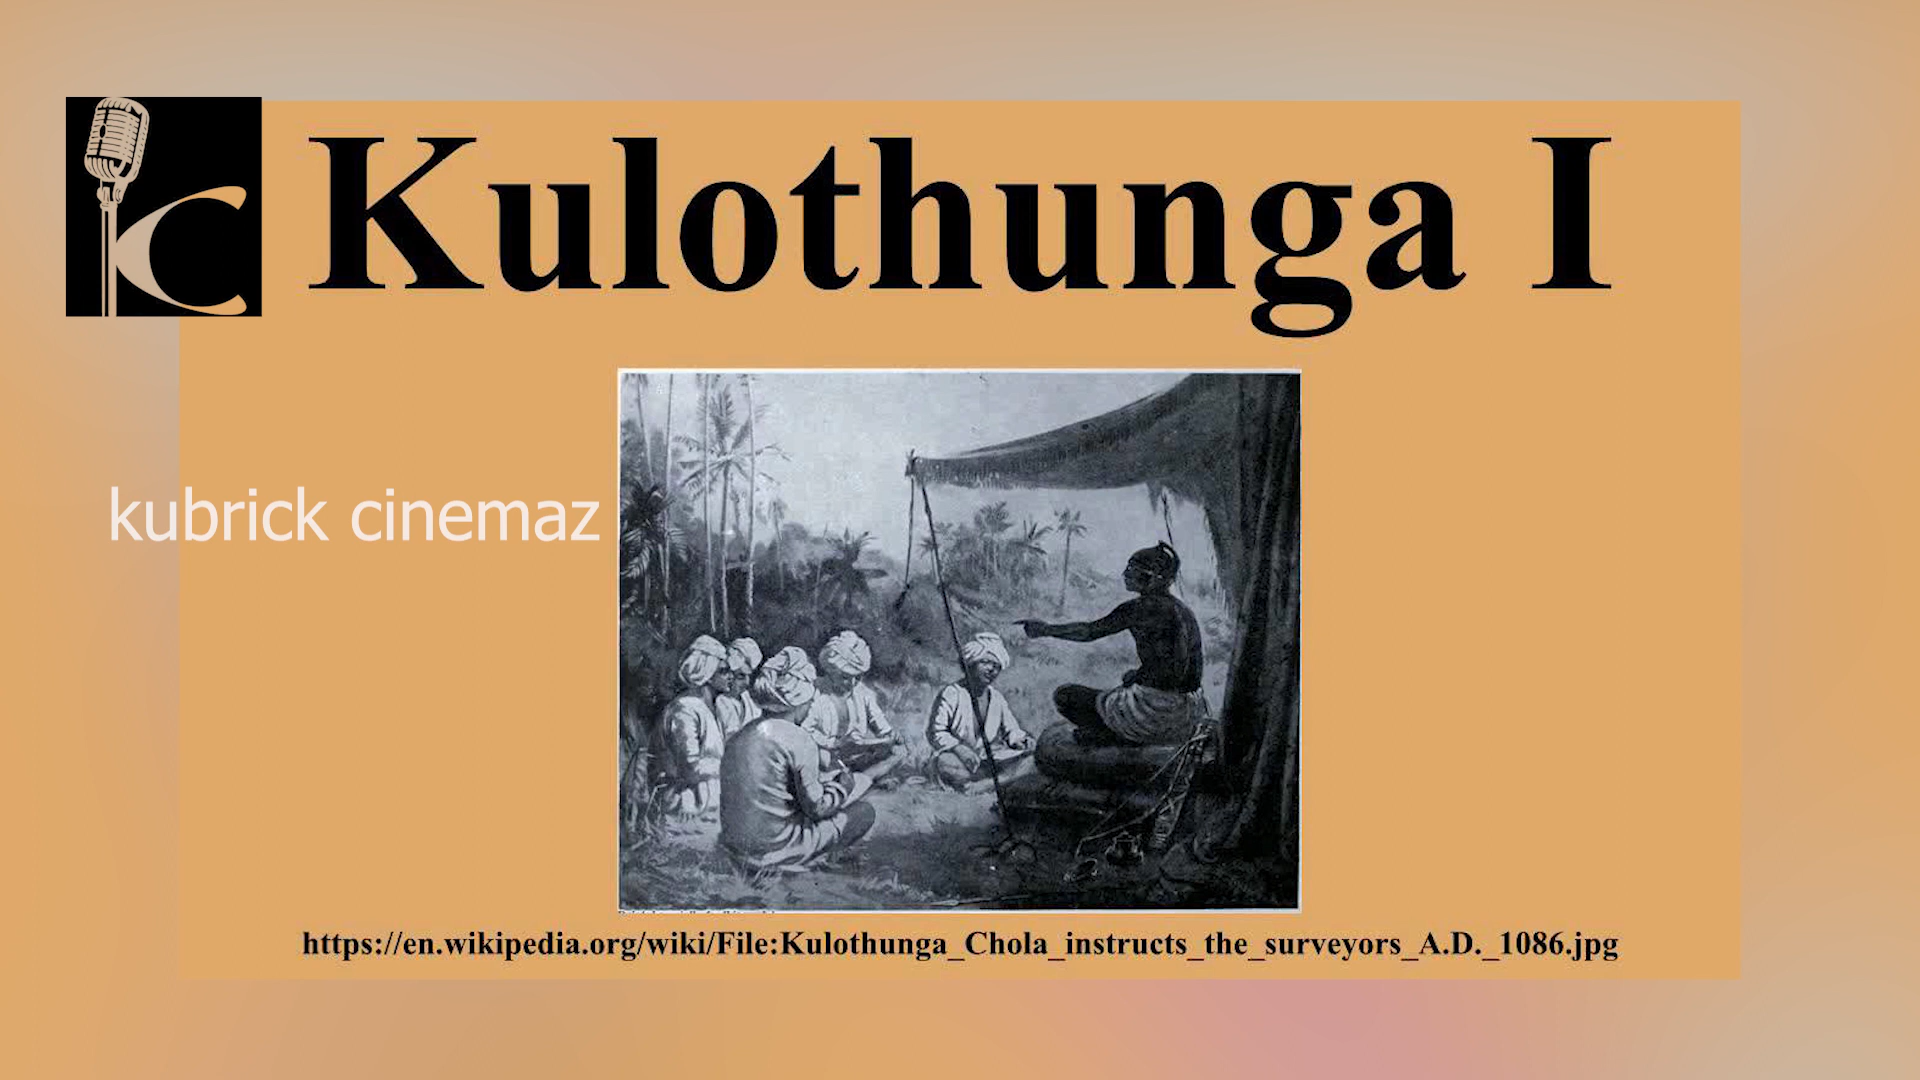 Kulothunga I
kubrick cinemaz
https://en.wikipedia.org/wiki/File:Kulothunga_Chola_instructs_the_surveyors_A.D._1086.jpg